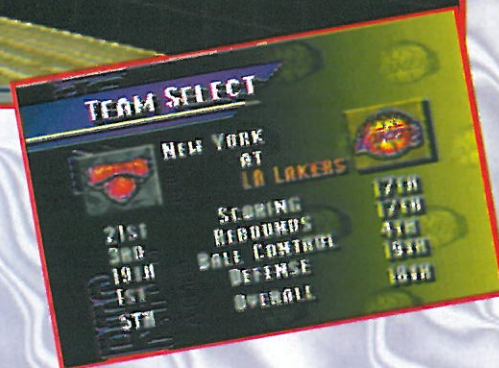 TEAM SELECT
NEW YORK
AT
LA LAKERS
21ST SCORING 17TH
3RD REBOUNDS 17TH
19TH BALL CONTROL 4TH
1ST DEFENSE 19TH
5TH OVERALL 18TH